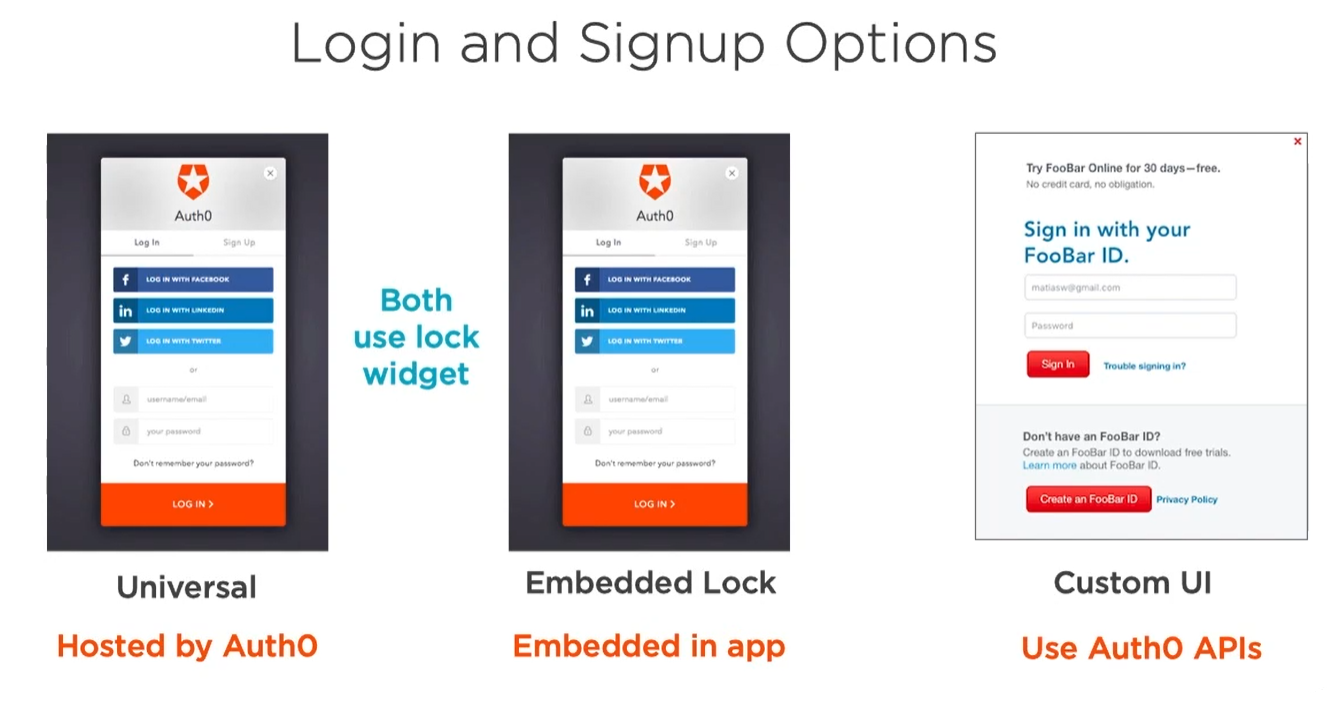 Login and Signup Options
Auth0
Log In
Sign Up
LOG IN WITH FACEBOOK
LOG IN WITH LINKEDIN
LOG IN WITH TWITTER
or
username/email
your password
Don't remember your password?
LOG IN >
Universal
Hosted by Auth0
Both
use lock
widget
Auth0
Log In
Sign Up
LOG IN WITH FACEBOOK
LOG IN WITH LINKEDIN
LOG IN WITH TWITTER
or
username/email
your password
Don't remember your password?
LOG IN >
Embedded Lock
Embedded in app
Try FooBar Online for 30 days—free.
No credit card, no obligation.
Sign in with your
FooBar ID.
matiasw@gmail.com
Password
Sign In
Trouble signing in?
Don't have an FooBar ID?
Create an FooBar ID to download free trials.
Learn more about FooBar ID.
Create an FooBar ID
Privacy Policy
Custom UI
Use Auth0 APIs